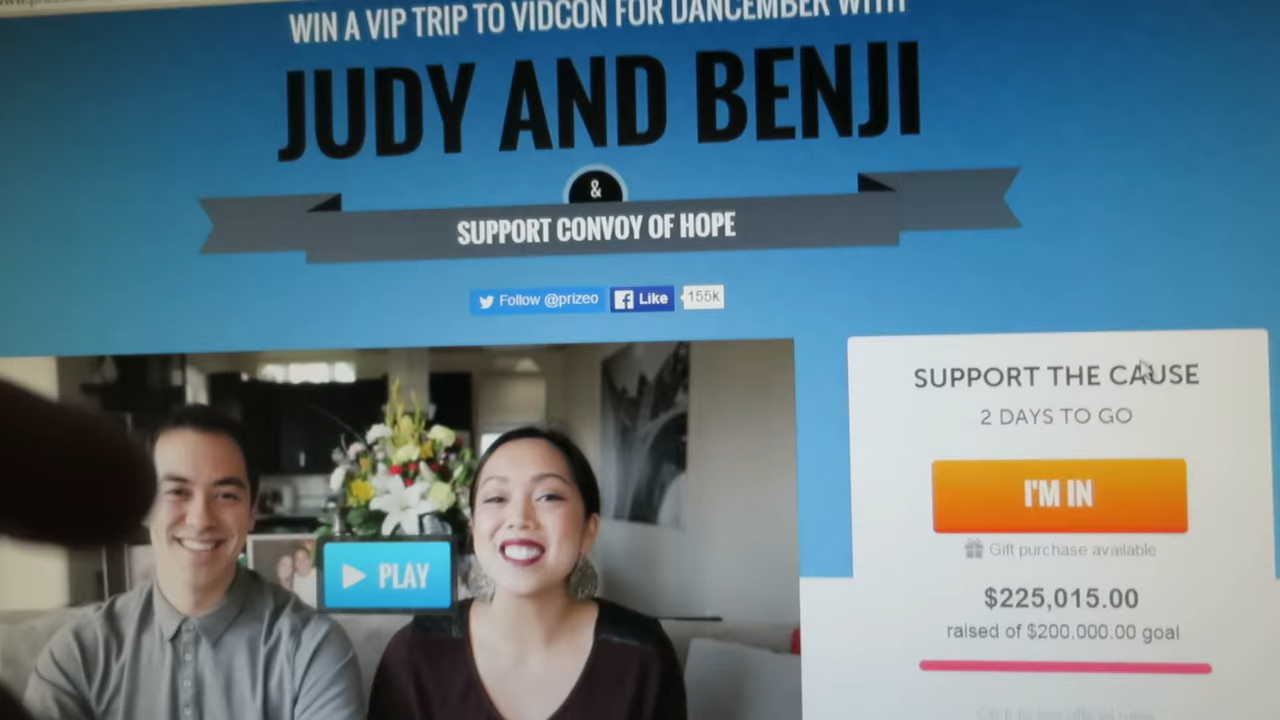 WIN A VIP TRIP TO VIDCON FOR DANCEMBER WITH
JUDY AND BENJI
&
SUPPORT CONVOY OF HOPE
Follow @prizeo
Like
155k
SUPPORT THE CAUSE
2 DAYS TO GO
I'M IN
Gift purchase available
$225,015.00
raised of $200.000.00 goal
PLAY